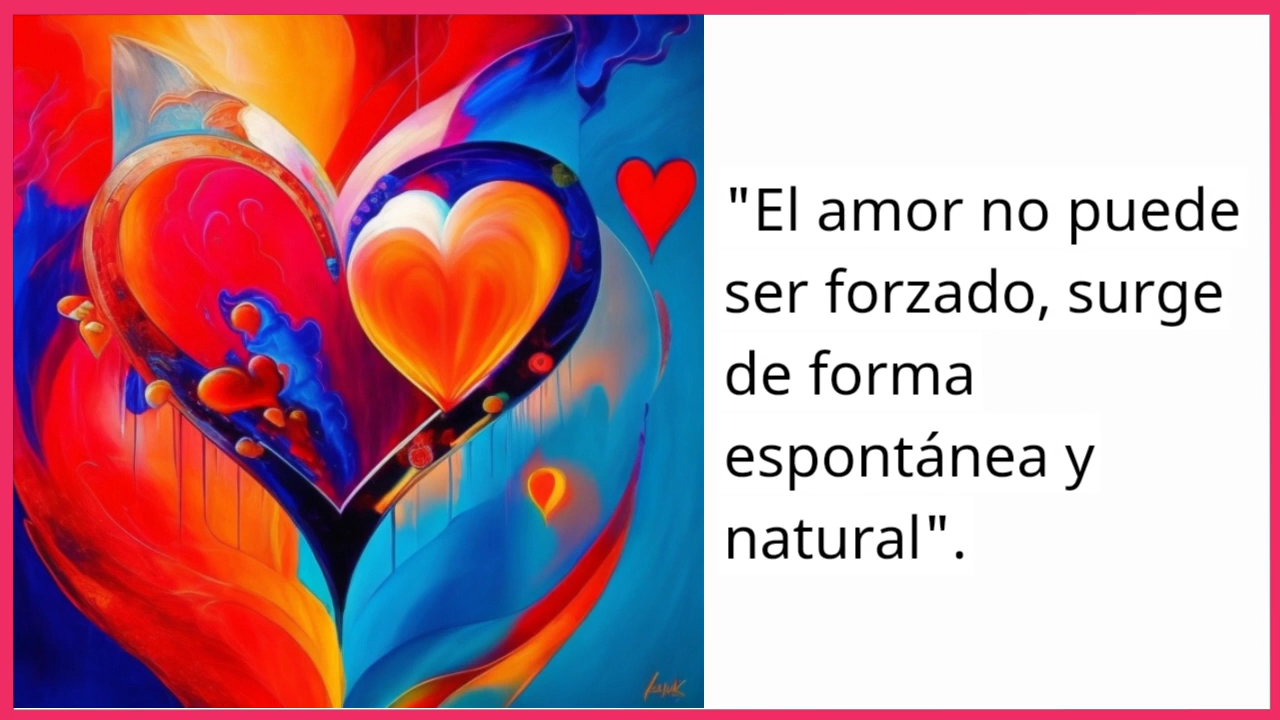 "El amor no puede
ser forzado, surge
de forma
espontánea y
natural".